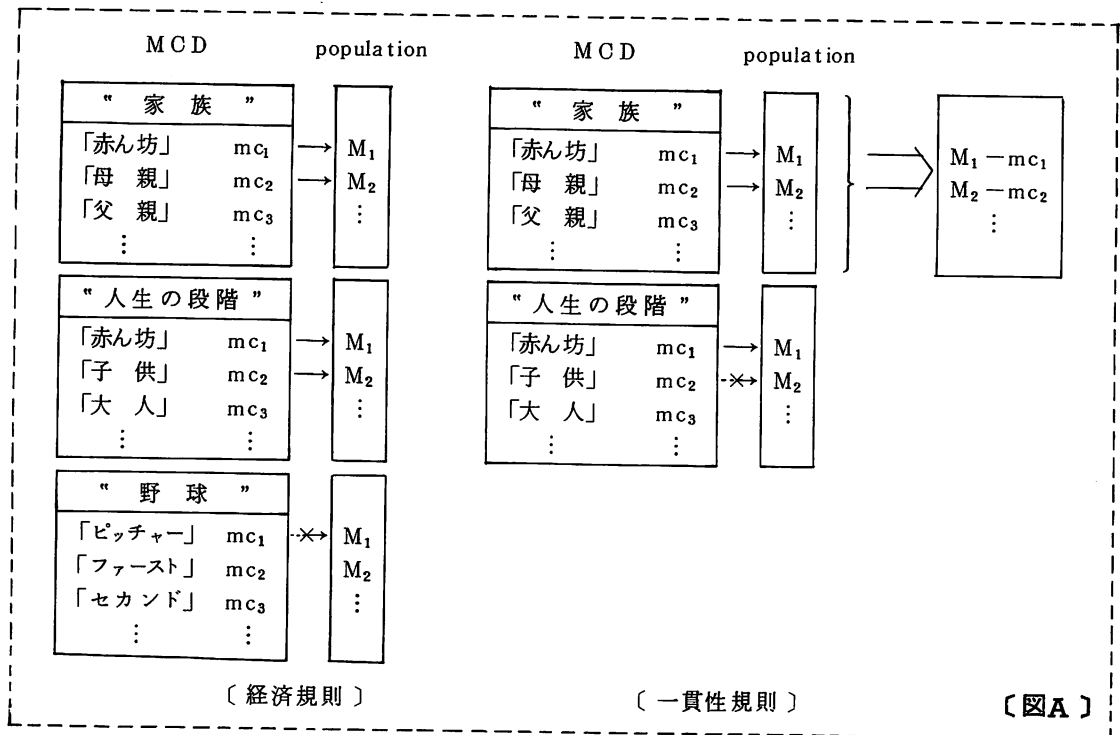 MCD population
“ 家 族 ”
「赤ん坊」 mc₁ → M₁
「母 親」 mc₂ → M₂
「父 親」 mc₃ ⋮
⋮ ⋮
“ 人生の段階 ”
「赤ん坊」 mc₁ → M₁
「子 供」 mc₂ → M₂
「大 人」 mc₃ ⋮
⋮ ⋮
“ 野 球 ”
「ピッチャー」 mc₁ -×→ M₁
「ファースト」 mc₂ M₂
「セカンド」 mc₃ ⋮
⋮ ⋮
〔 経済規則 〕
MCD population
“ 家 族 ”
「赤ん坊」 mc₁ → M₁
「母 親」 mc₂ → M₂
「父 親」 mc₃ ⋮
⋮ ⋮
M₁ −mc₁
M₂ −mc₂
⋮
“ 人生の段階 ”
「赤ん坊」 mc₁ → M₁
「子 供」 mc₂ -×→ M₂
「大 人」 mc₃ ⋮
⋮ ⋮
〔 一貫性規則 〕
〔図A 〕